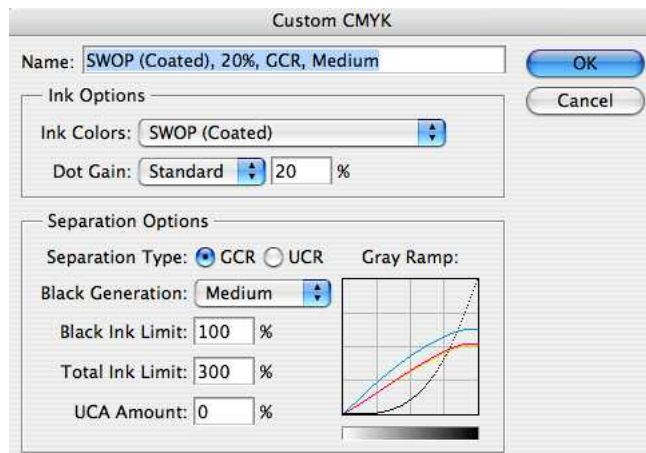 Custom CMYK
Name: SWOP (Coated), 20%, GCR, Medium
OK
Cancel
Ink Options
Ink Colors: SWOP (Coated)
Dot Gain: Standard 20 %
Separation Options
Separation Type: GCR UCR
Gray Ramp:
Black Generation: Medium
Black Ink Limit: 100 %
Total Ink Limit: 300 %
UCA Amount: 0 %